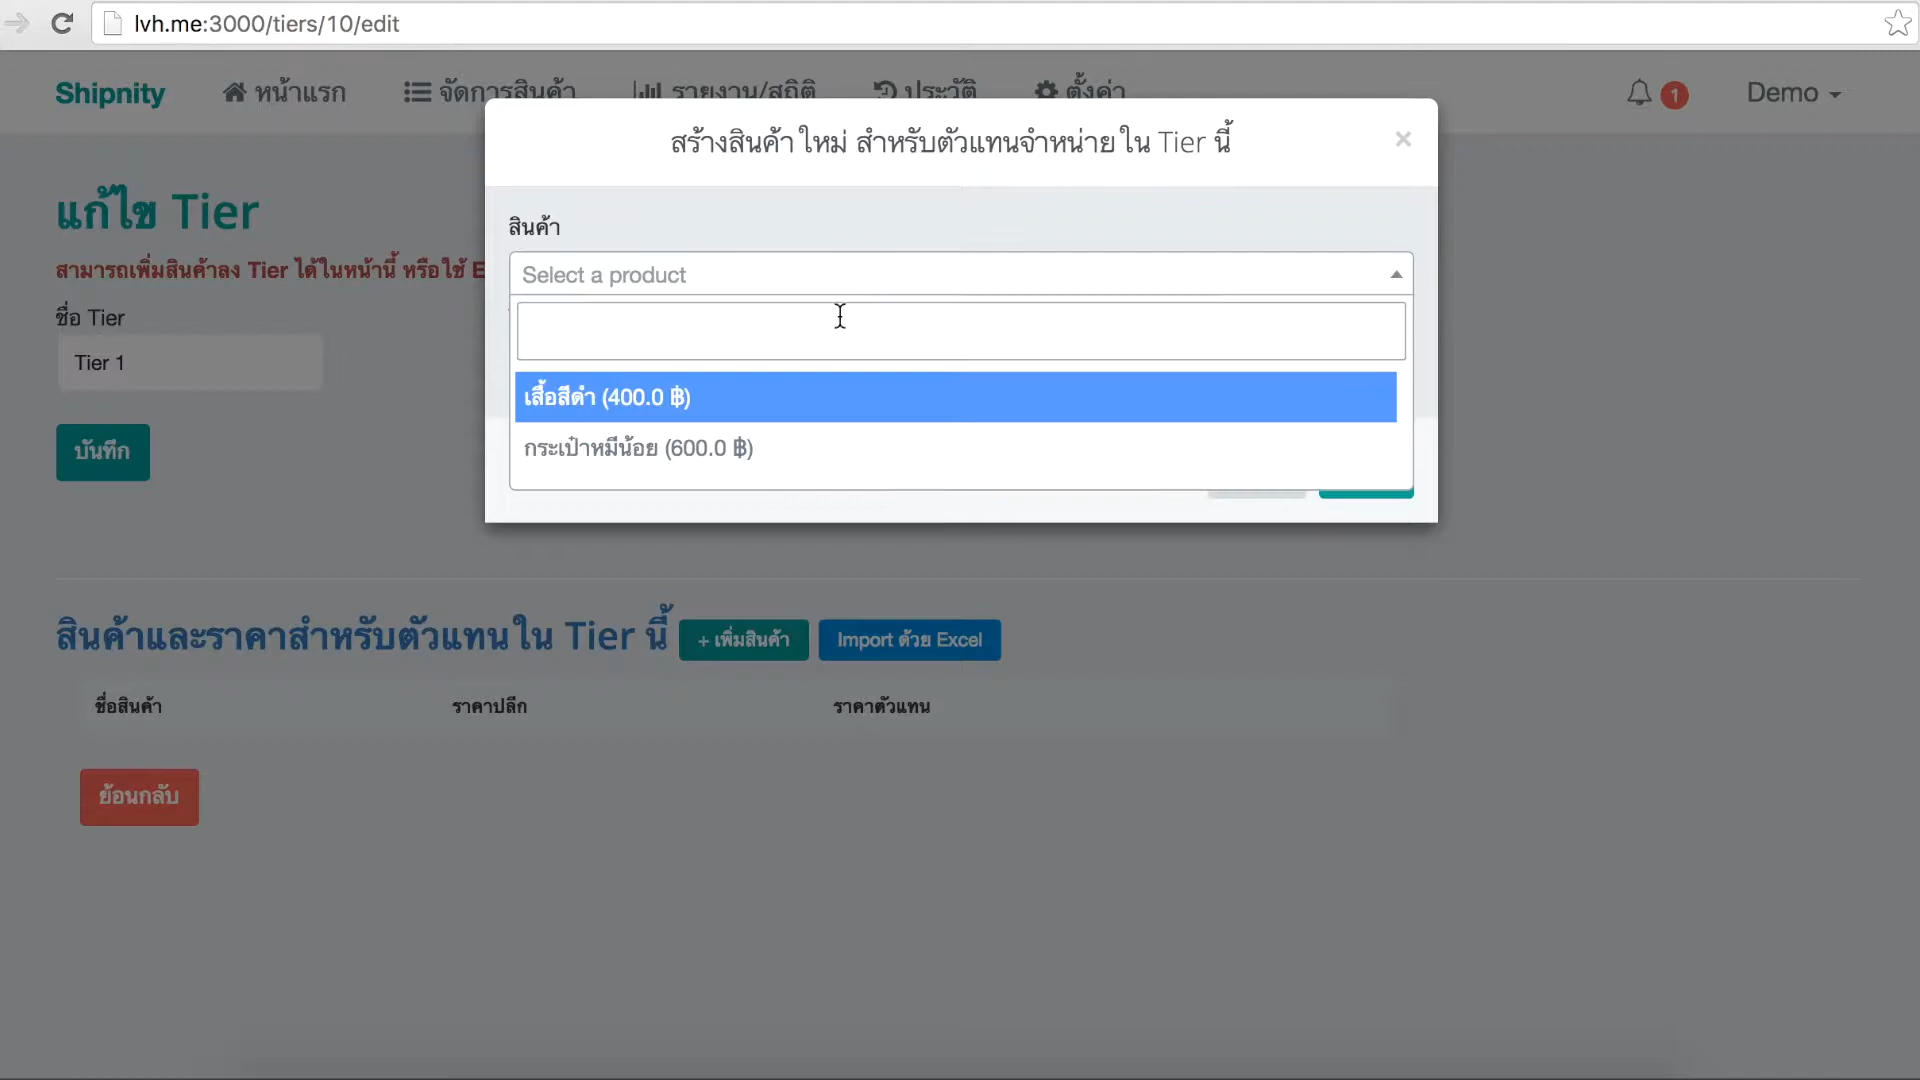 lvh.me:3000/tiers/10/edit
Shipnity
หน้าแรก
จัดการสินค้า
รายงาน/สถิติ
ประวัติ
ตั้งค่า
1
Demo
สร้างสินค้าใหม่ สำหรับตัวแทนจำหน่ายใน Tier นี้
×
แก้ไข Tier
สามารถเพิ่มสินค้าลง Tier ได้ในหน้านี้ หรือใช้ E
ชื่อ Tier
Tier 1
บันทึก
สินค้า
Select a product
เสื้อสีดำ (400.0 ฿)
กระเป๋าหมีน้อย (600.0 ฿)
สินค้าและราคาสำหรับตัวแทนใน Tier นี้
+ เพิ่มสินค้า
Import ด้วย Excel
ชื่อสินค้า
ราคาปลีก
ราคาตัวแทน
ย้อนกลับ